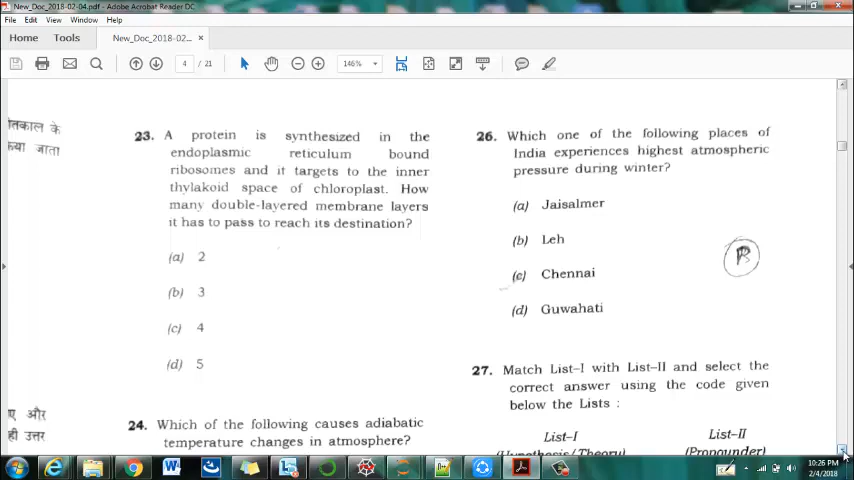 New_Doc_2018-02-04.pdf - Adobe Acrobat Reader DC
File Edit View Window Help
Home Tools New_Doc_2018-02... ×
4 / 21 146%
23. A protein is synthesized in the
endoplasmic reticulum bound
ribosomes and it targets to the inner
thylakoid space of chloroplast. How
many double-layered membrane layers
it has to pass to reach its destination?
(a) 2
(b) 3
(c) 4
(d) 5
24. Which of the following causes adiabatic
temperature changes in atmosphere?
26. Which one of the following places of
India experiences highest atmospheric
pressure during winter?
(a) Jaisalmer
(b) Leh
(c) Chennai
(d) Guwahati
27. Match List–I with List–II and select the
correct answer using the code given
below the Lists :
List–I List–II
(Hypothesis/Theory) (Propounder)
के
जाता
और
ही उत्तर
10:26 PM
2/4/2018